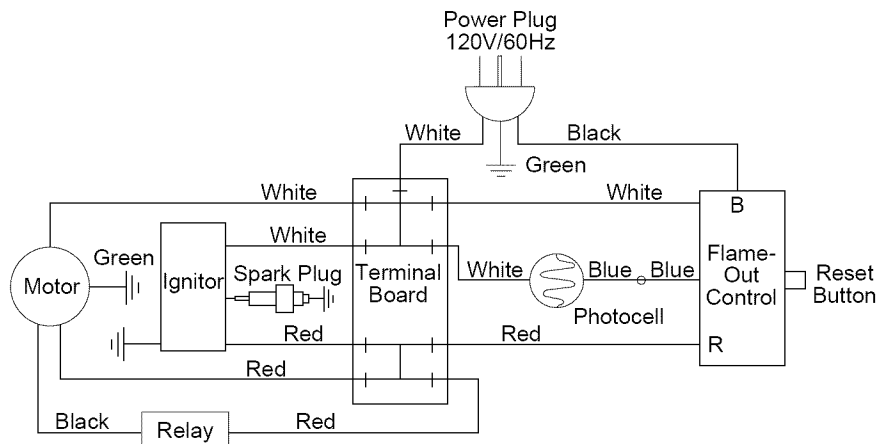 Power Plug
120V/60Hz
White
Black
Green
White
White
B
White
Green
Motor
Ignitor
Spark Plug
Terminal
Board
White
Blue
Blue
Photocell
Flame-
Out
Control
Reset
Button
Red
Red
R
Red
Black
Relay
Red